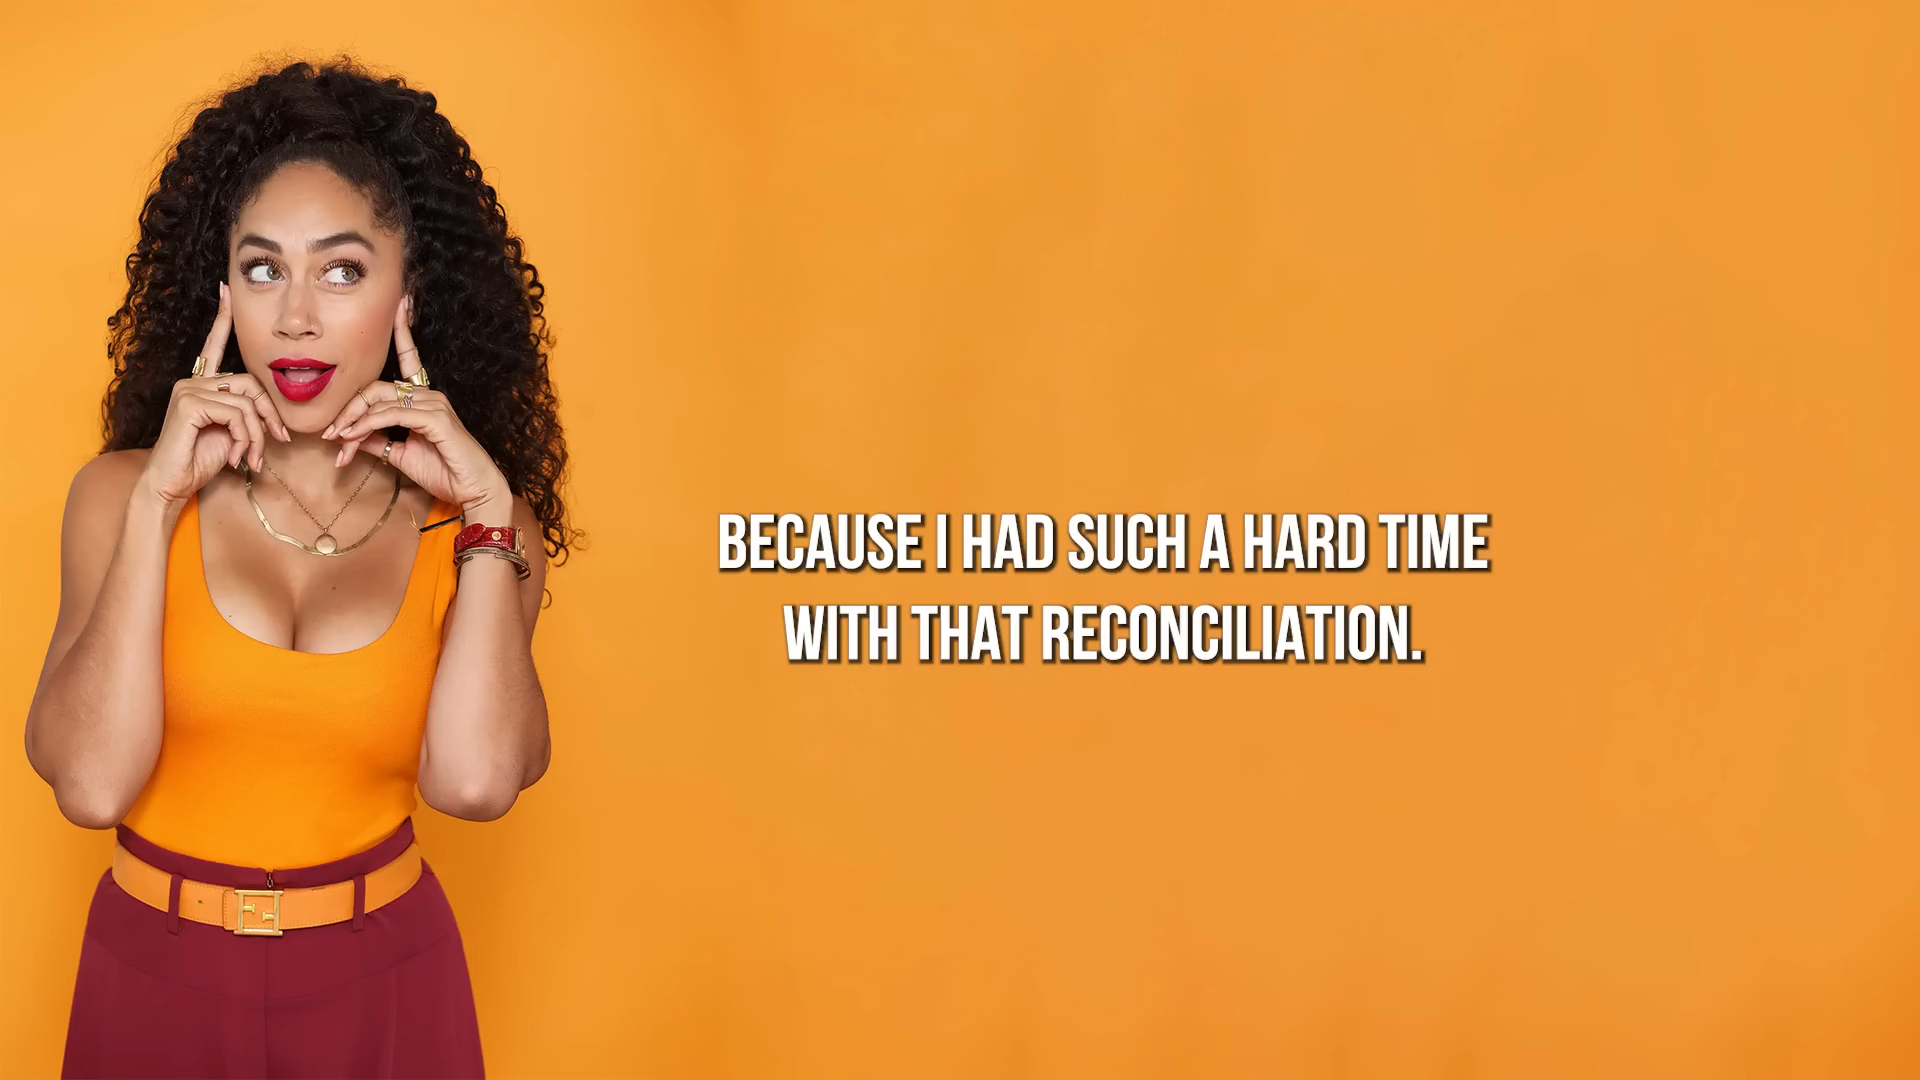 BECAUSE I HAD SUCH A HARD TIME
WITH THAT RECONCILIATION.